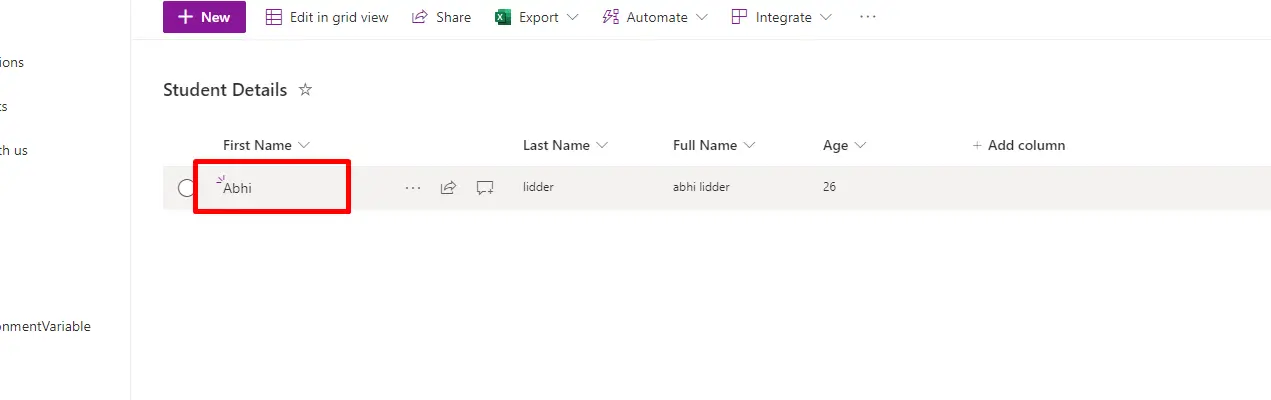 New Edit in grid view Share Export Automate Integrate ...
ions
Student Details
ts
First Name Last Name Full Name Age + Add column
th us
Abhi ... lidder abhi lidder 26
onmentVariable